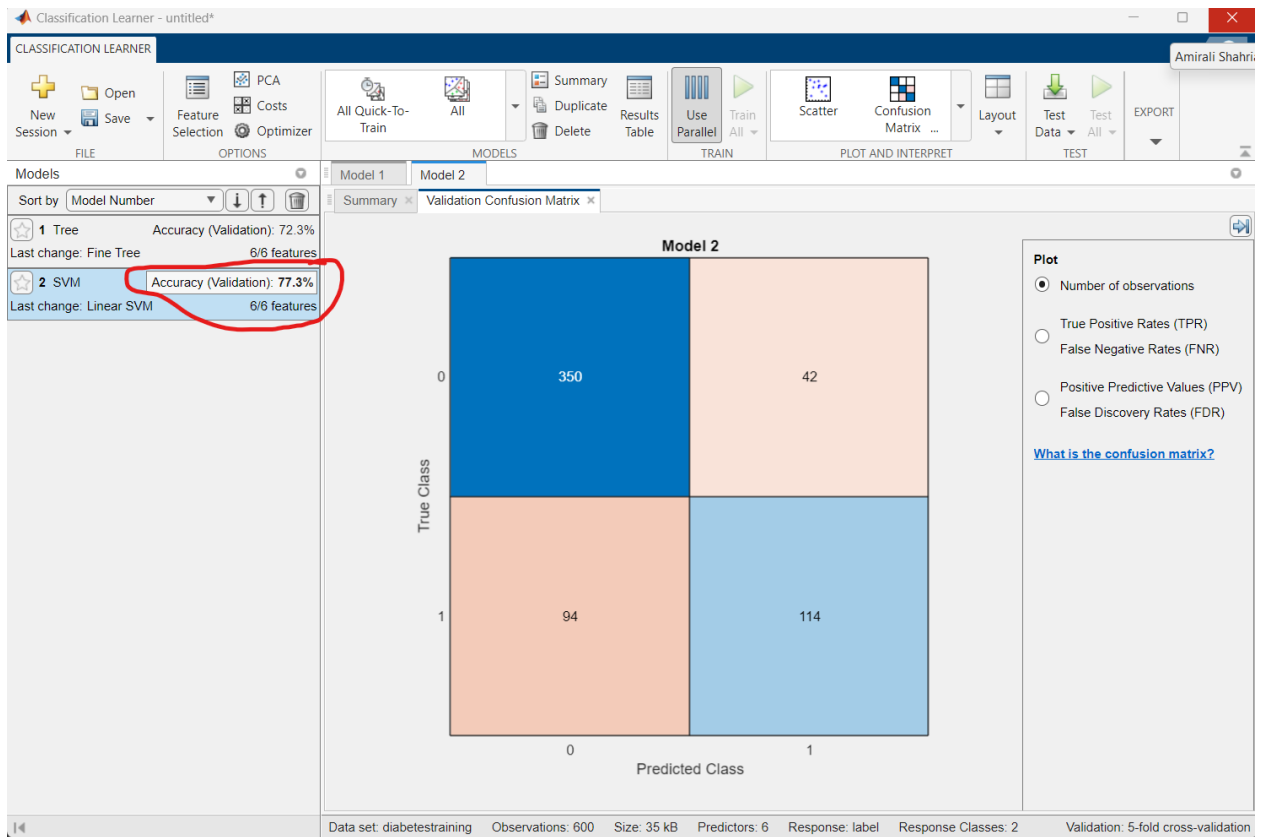 Classification Learner - untitled*
CLASSIFICATION LEARNER
Amirali Shahria
New Session
Open
Save
FILE
Feature Selection
PCA
Costs
Optimizer
OPTIONS
All Quick-To-Train
All
Summary
Duplicate
Delete
Results Table
MODELS
Use Parallel
Train All
TRAIN
Scatter
Confusion Matrix ...
PLOT AND INTERPRET
Layout
Test Data
Test All
TEST
EXPORT
Models
Sort by Model Number
1 Tree Accuracy (Validation): 72.3%
Last change: Fine Tree 6/6 features
2 SVM Accuracy (Validation): 77.3%
Last change: Linear SVM 6/6 features
Model 1 Model 2
Summary Validation Confusion Matrix
Model 2
0 350 42
1 94 114
True Class
0 1
Predicted Class
Plot
Number of observations
True Positive Rates (TPR)
False Negative Rates (FNR)
Positive Predictive Values (PPV)
False Discovery Rates (FDR)
What is the confusion matrix?
Data set: diabetestraining Observations: 600 Size: 35 kB Predictors: 6 Response: label Response Classes: 2 Validation: 5-fold cross-validation